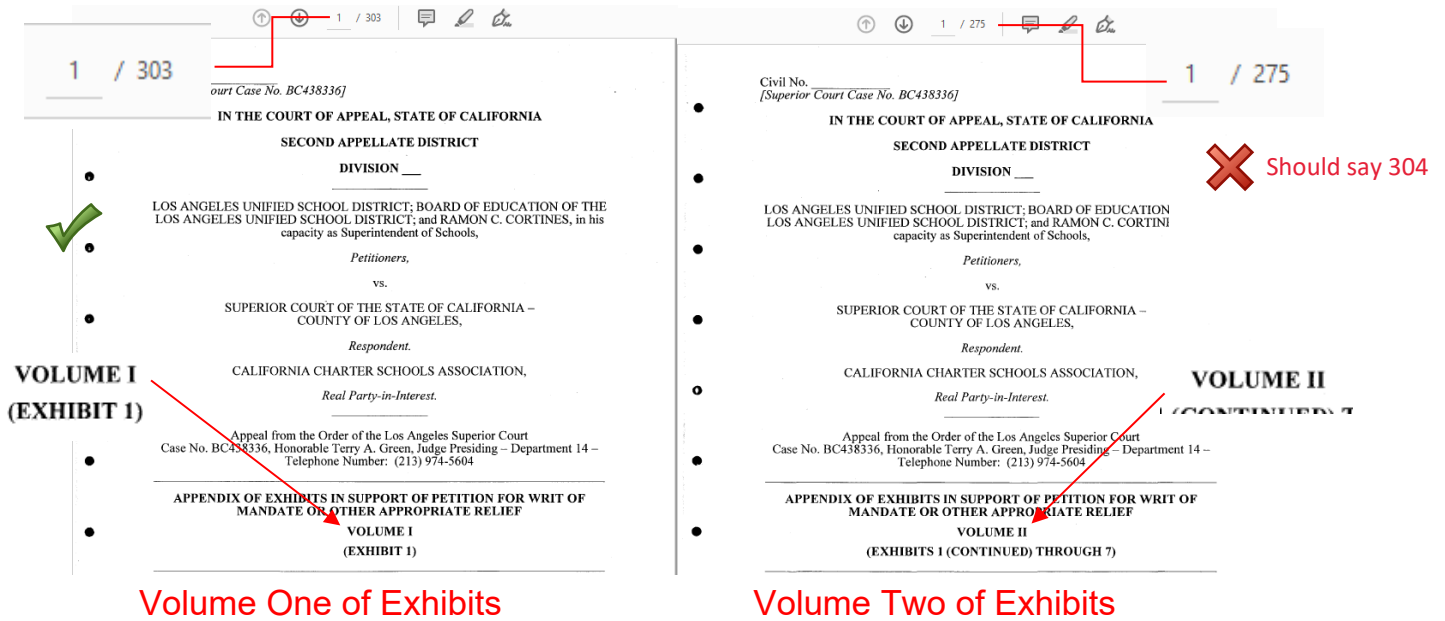 1 / 303
1 / 303
ourt Case No. BC438336]
IN THE COURT OF APPEAL, STATE OF CALIFORNIA
SECOND APPELLATE DISTRICT
DIVISION ___
LOS ANGELES UNIFIED SCHOOL DISTRICT; BOARD OF EDUCATION OF THE
LOS ANGELES UNIFIED SCHOOL DISTRICT; and RAMON C. CORTINES, in his
capacity as Superintendent of Schools,
Petitioners,
vs.
SUPERIOR COURT OF THE STATE OF CALIFORNIA –
COUNTY OF LOS ANGELES,
Respondent.
CALIFORNIA CHARTER SCHOOLS ASSOCIATION,
Real Party-in-Interest.
VOLUME I
(EXHIBIT 1)
Appeal from the Order of the Los Angeles Superior Court
Case No. BC438336, Honorable Terry A. Green, Judge Presiding – Department 14 –
Telephone Number: (213) 974-5604
APPENDIX OF EXHIBITS IN SUPPORT OF PETITION FOR WRIT OF
MANDATE OR OTHER APPROPRIATE RELIEF
VOLUME I
(EXHIBIT 1)
Volume One of Exhibits
1 / 275
1 / 275
Civil No. ___________
[Superior Court Case No. BC438336]
IN THE COURT OF APPEAL, STATE OF CALIFORNIA
SECOND APPELLATE DISTRICT
DIVISION ___
Should say 304
LOS ANGELES UNIFIED SCHOOL DISTRICT; BOARD OF EDUCATION
LOS ANGELES UNIFIED SCHOOL DISTRICT; and RAMON C. CORTINE
capacity as Superintendent of Schools,
Petitioners,
vs.
SUPERIOR COURT OF THE STATE OF CALIFORNIA –
COUNTY OF LOS ANGELES,
Respondent.
CALIFORNIA CHARTER SCHOOLS ASSOCIATION,
Real Party-in-Interest.
VOLUME II
(CONTINUED) 7
Appeal from the Order of the Los Angeles Superior Court
Case No. BC438336, Honorable Terry A. Green, Judge Presiding – Department 14 –
Telephone Number: (213) 974-5604
APPENDIX OF EXHIBITS IN SUPPORT OF PETITION FOR WRIT OF
MANDATE OR OTHER APPROPRIATE RELIEF
VOLUME II
(EXHIBITS 1 (CONTINUED) THROUGH 7)
Volume Two of Exhibits